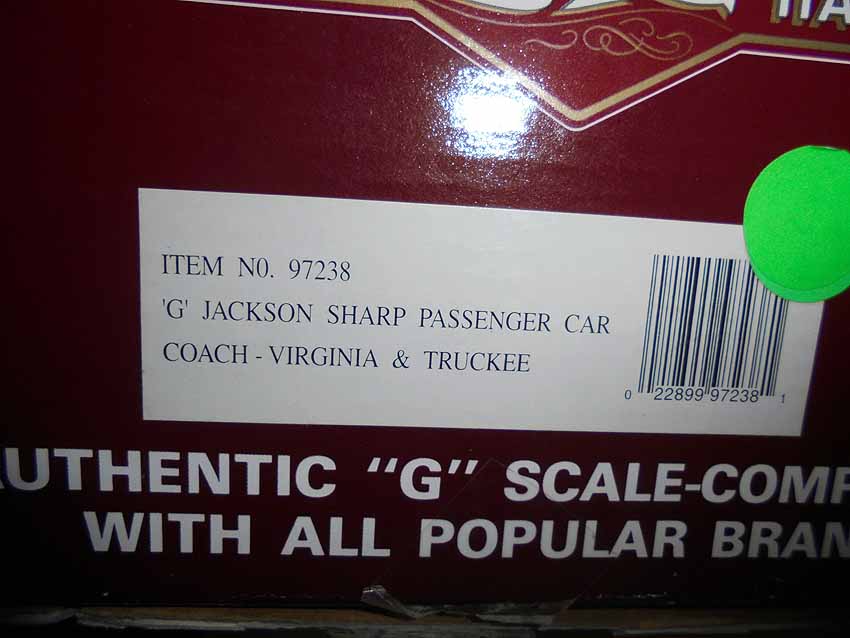 ITEM N0. 97238
'G' JACKSON SHARP PASSENGER CAR
COACH - VIRGINIA & TRUCKEE
0 22899 97238 1
AUTHENTIC "G" SCALE-COMP
WITH ALL POPULAR BRAN